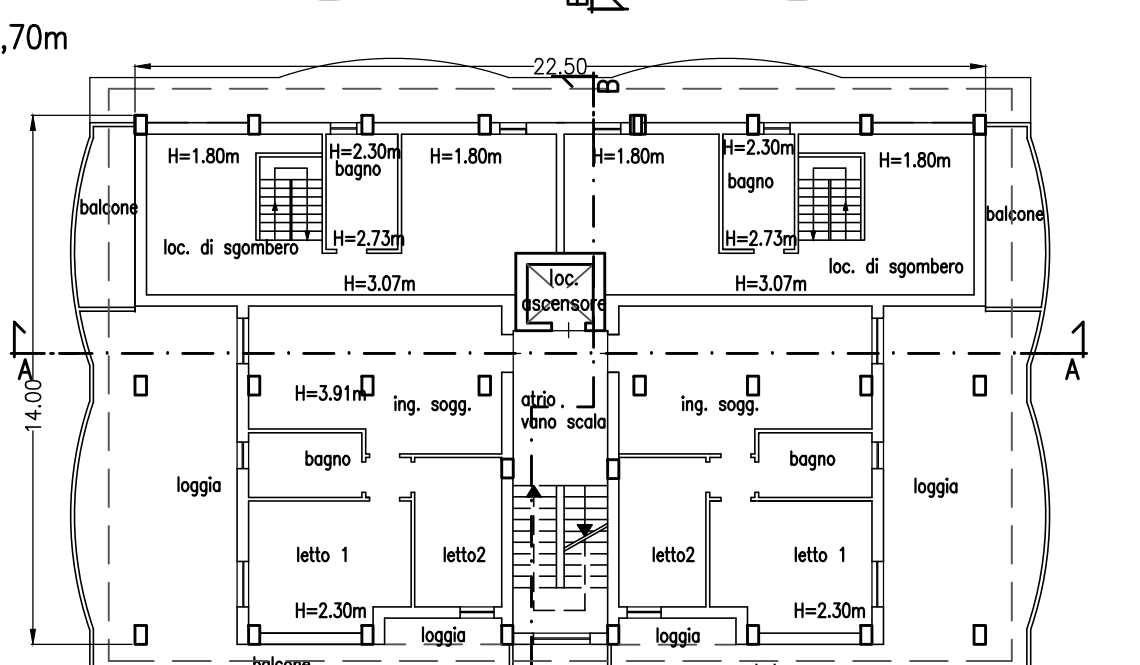 ,70m
22.50
B
H=1.80m
H=2.30m
bagno
H=1.80m
H=1.80m
H=2.30m
bagno
H=1.80m
balcone
balcone
H=2.73m
H=2.73m
loc. di sgombero
loc. di sgombero
H=3.07m
H=3.07m
loc.
ascensore
A
A
14.00
H=3.91m
ing. sogg.
atrio
vano scala
ing. sogg.
bagno
bagno
loggia
loggia
letto 1
letto2
letto2
letto 1
H=2.30m
H=2.30m
loggia
loggia
balcone